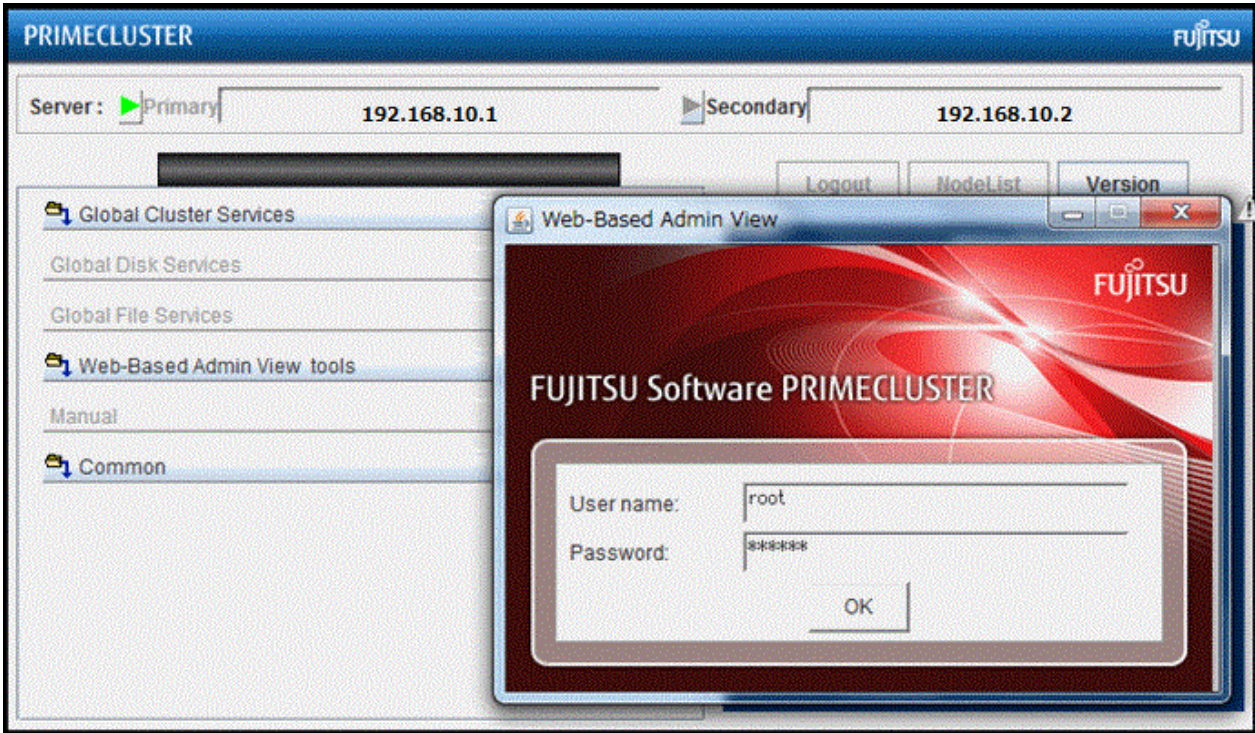 PRIMECLUSTER
FUJITSU
Server: Primary 192.168.10.1 Secondary 192.168.10.2
Logout NodeList Version
Global Cluster Services
Global Disk Services
Global File Services
Web-Based Admin View tools
Manual
Common
Web-Based Admin View
FUJITSU
FUJITSU Software PRIMECLUSTER
User name: root
Password: ******
OK